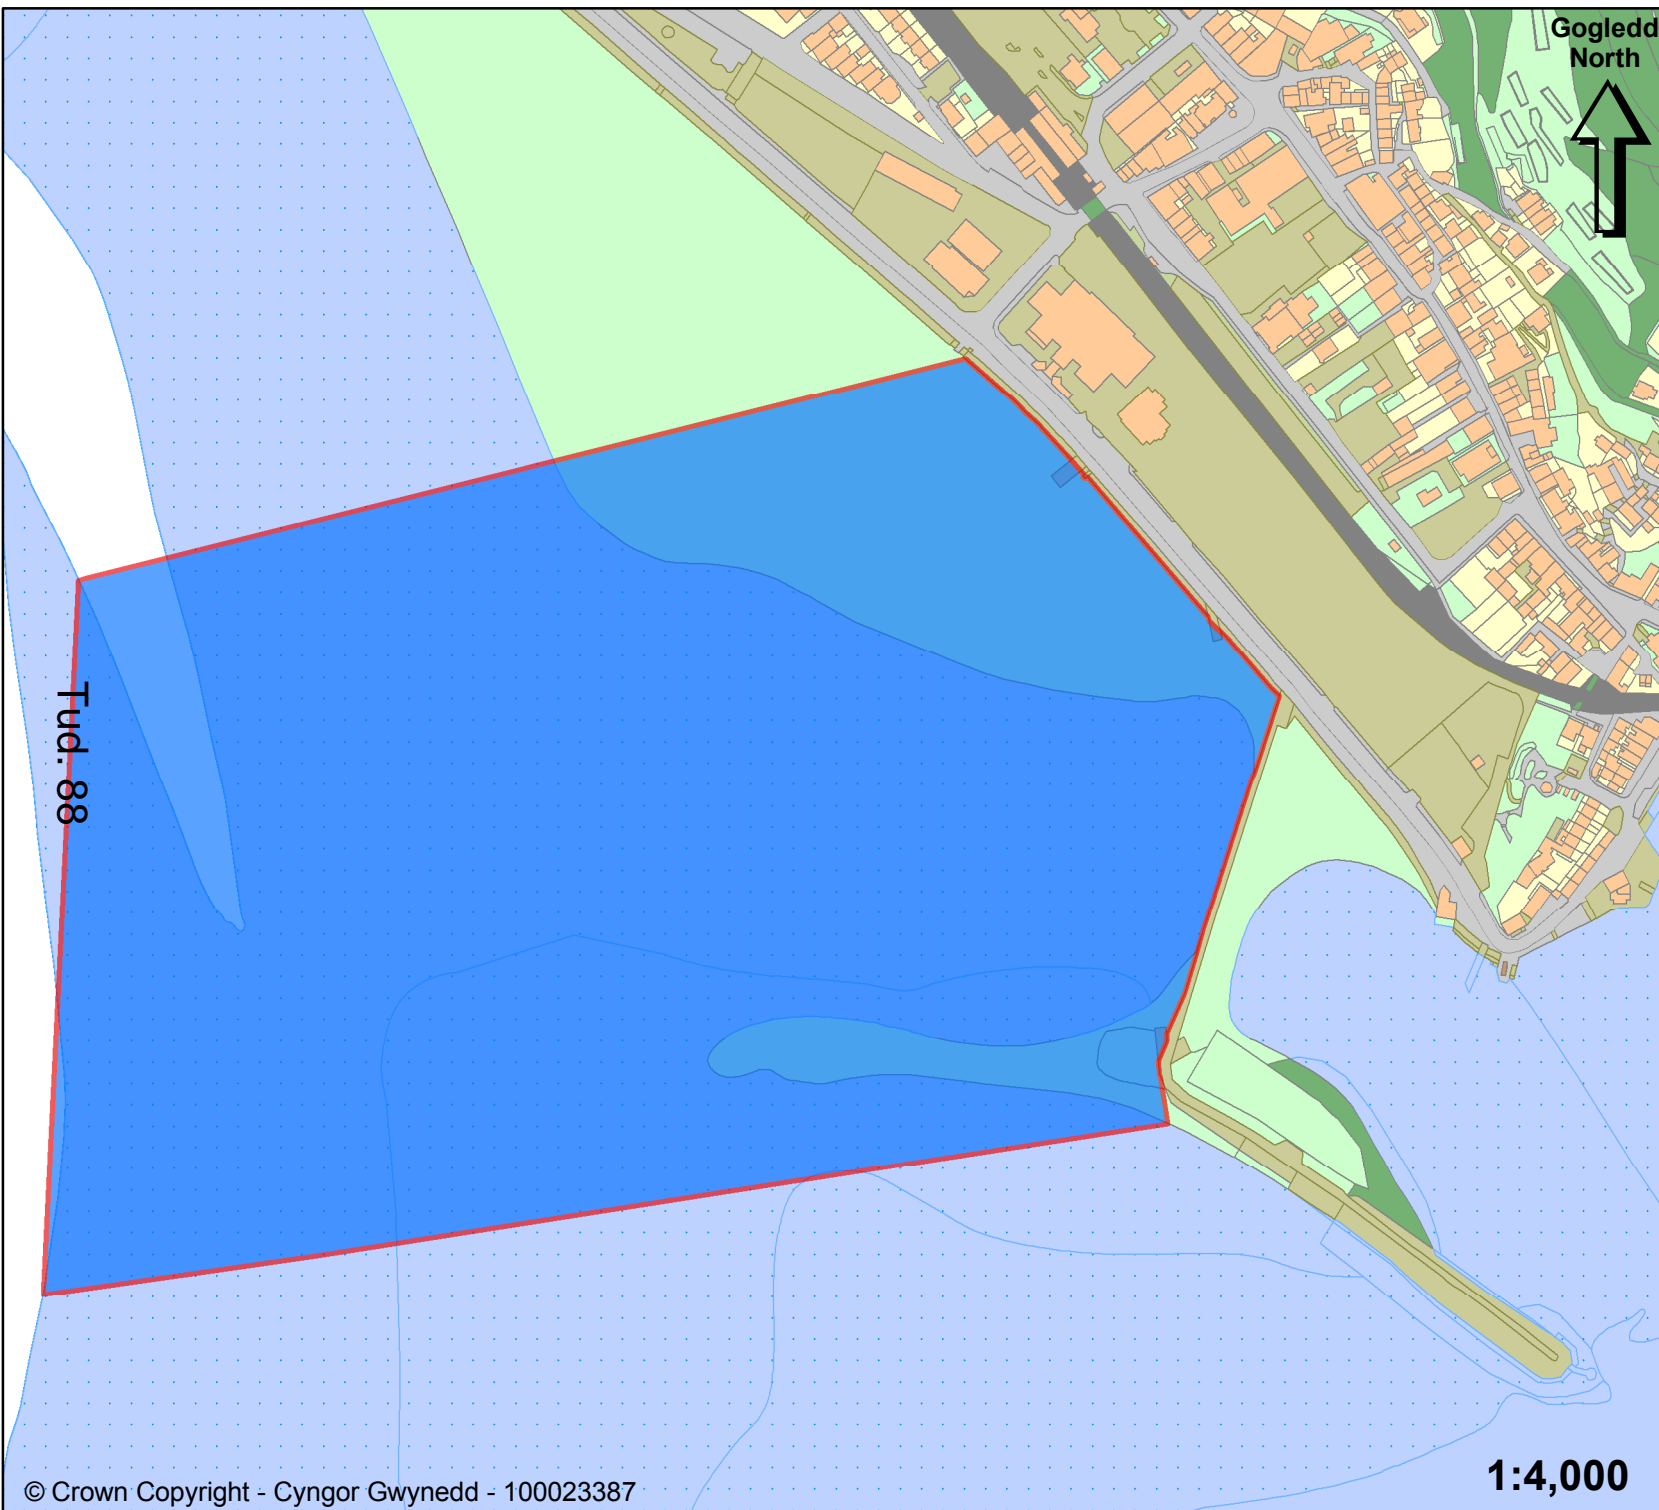 Gogledd
North
Tud. 88
© Crown Copyright - Cyngor Gwynedd - 100023387
1:4,000